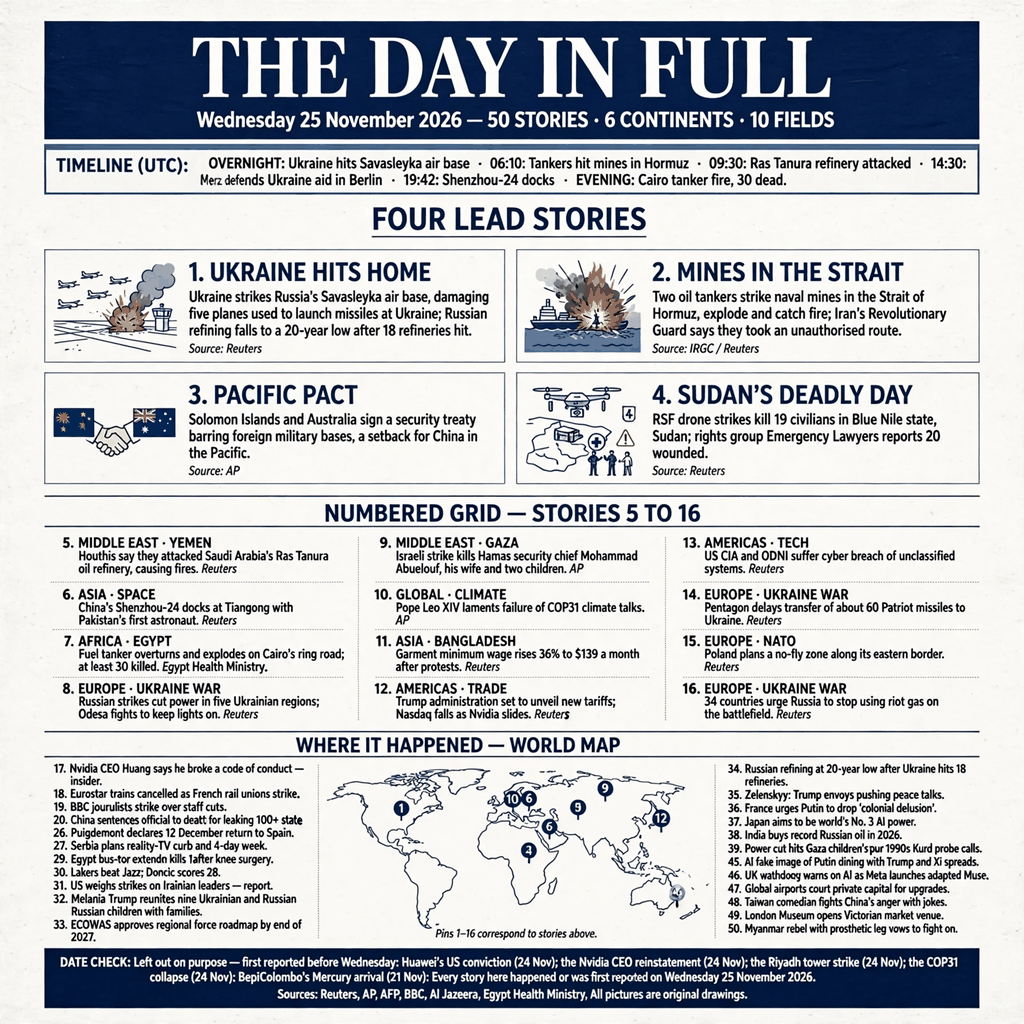 THE DAY IN FULL
Wednesday 25 November 2026 — 50 STORIES · 6 CONTINENTS · 10 FIELDS
TIMELINE (UTC):
OVERNIGHT: Ukraine hits Savasleyka air base · 06:10: Tankers hit mines in Hormuz · 09:30: Ras Tanura refinery attacked · 14:30:
Merz defends Ukraine aid in Berlin · 19:42: Shenzhou-24 docks · EVENING: Cairo tanker fire, 30 dead.
FOUR LEAD STORIES
1. UKRAINE HITS HOME
Ukraine strikes Russia's Savasleyka air base, damaging
five planes used to launch missiles at Ukraine; Russian
refining falls to a 20-year low after 18 refineries hit.
Source: Reuters
2. MINES IN THE STRAIT
Two oil tankers strike naval mines in the Strait of
Hormuz, explode and catch fire; Iran's Revolutionary
Guard says they took an unauthorised route.
Source: IRGC / Reuters
3. PACIFIC PACT
Solomon Islands and Australia sign a security treaty
barring foreign military bases, a setback for China in
the Pacific.
Source: AP
4
4. SUDAN'S DEADLY DAY
RSF drone strikes kill 19 civilians in Blue Nile state,
Sudan; rights group Emergency Lawyers reports 20
wounded.
Source: Reuters
NUMBERED GRID — STORIES 5 TO 16
5. MIDDLE EAST · YEMEN
Houthis say they attacked Saudi Arabia's Ras Tanura
oil refinery, causing fires. Reuters
6. ASIA · SPACE
China's Shenzhou-24 docks at Tiangong with
Pakistan's first astronaut. Reuters
7. AFRICA · EGYPT
Fuel tanker overturns and explodes on Cairo's ring road;
at least 30 killed. Egypt Health Ministry.
8. EUROPE · UKRAINE WAR
Russian strikes cut power in five Ukrainian regions;
Odesa fights to keep lights on. Reuters
9. MIDDLE EAST · GAZA
Israeli strike kills Hamas security chief Mohammad
Abuelouf, his wife and two children. AP
10. GLOBAL · CLIMATE
Pope Leo XIV laments failure of COP31 climate talks.
AP
11. ASIA · BANGLADESH
Garment minimum wage rises 36% to $139 a month
after protests. Reuters
12. AMERICAS · TRADE
Trump administration set to unveil new tariffs;
Nasdaq falls as Nvidia slides. Reuters
13. AMERICAS · TECH
US CIA and ODNI suffer cyber breach of unclassified
systems. Reuters
14. EUROPE · UKRAINE WAR
Pentagon delays transfer of about 60 Patriot missiles to
Ukraine. Reuters
15. EUROPE · NATO
Poland plans a no-fly zone along its eastern border.
Reuters
16. EUROPE · UKRAINE WAR
34 countries urge Russia to stop using riot gas on
the battlefield. Reuters
WHERE IT HAPPENED — WORLD MAP
17. Nvidia CEO Huang says he broke a code of conduct —
insider.
18. Eurostar trains cancelled as French rail unions strike.
19. BBC jourulists strike over staff cuts.
20. China sentences official to deatf for leaking 100+ state
26. Puigdemont declares 12 December return to Spain.
27. Serbia plans reality-TV curb and 4-day week.
29. Egypt bus-tor extendn kills 1after knee surgery.
30. Lakers beat Jazz; Doncic scores 28.
31. US weighs strikes on Irainian leaders — report.
32. Melania Trump reunites nine Ukrainian and Russian
Russian children with families.
33. ECOWAS approves regional force roadmap by end of
2027.
1
10
6
9
9
12
6
4
Pins 1–16 correspond to stories above.
34. Russian refining at 20-year low after Ukraine hits 18
refineries.
35. Zelenskyy: Trump envoys pushing peace talks.
36. France urges Putin to drop 'colonial delusion'.
37. Japan aims to be world's No. 3 AI power.
38. India buys record Russian oil in 2026.
39. Power cut hits Gaza children'spur 1990s Kurd probe calls.
45. AI fake image of Putin dining with Trump and Xi spreads.
46. UK wathdoqy warns on AI as Meta launches adapted Muse.
47. Global airports court private capital for upgrades.
48. Taiwan comedian fights China's anger with jokes.
49. London Museum opens Victorian market venue.
50. Myanmar rebel with prosthetic leg vows to fight on.
DATE CHECK: Left out on purpose — first reported before Wednesday: Huawei's US conviction (24 Nov); the Nvidia CEO reinstatement (24 Nov); the Riyadh tower strike (24 Nov); the COP31
collapse (24 Nov): BepiColombo's Mercury arrival (21 Nov): Every story here happened or was first reported on Wednesday 25 November 2026.
Sources: Reuters, AP, AFP, BBC, Al Jazeera, Egypt Health Ministry, All pictures are original drawings.